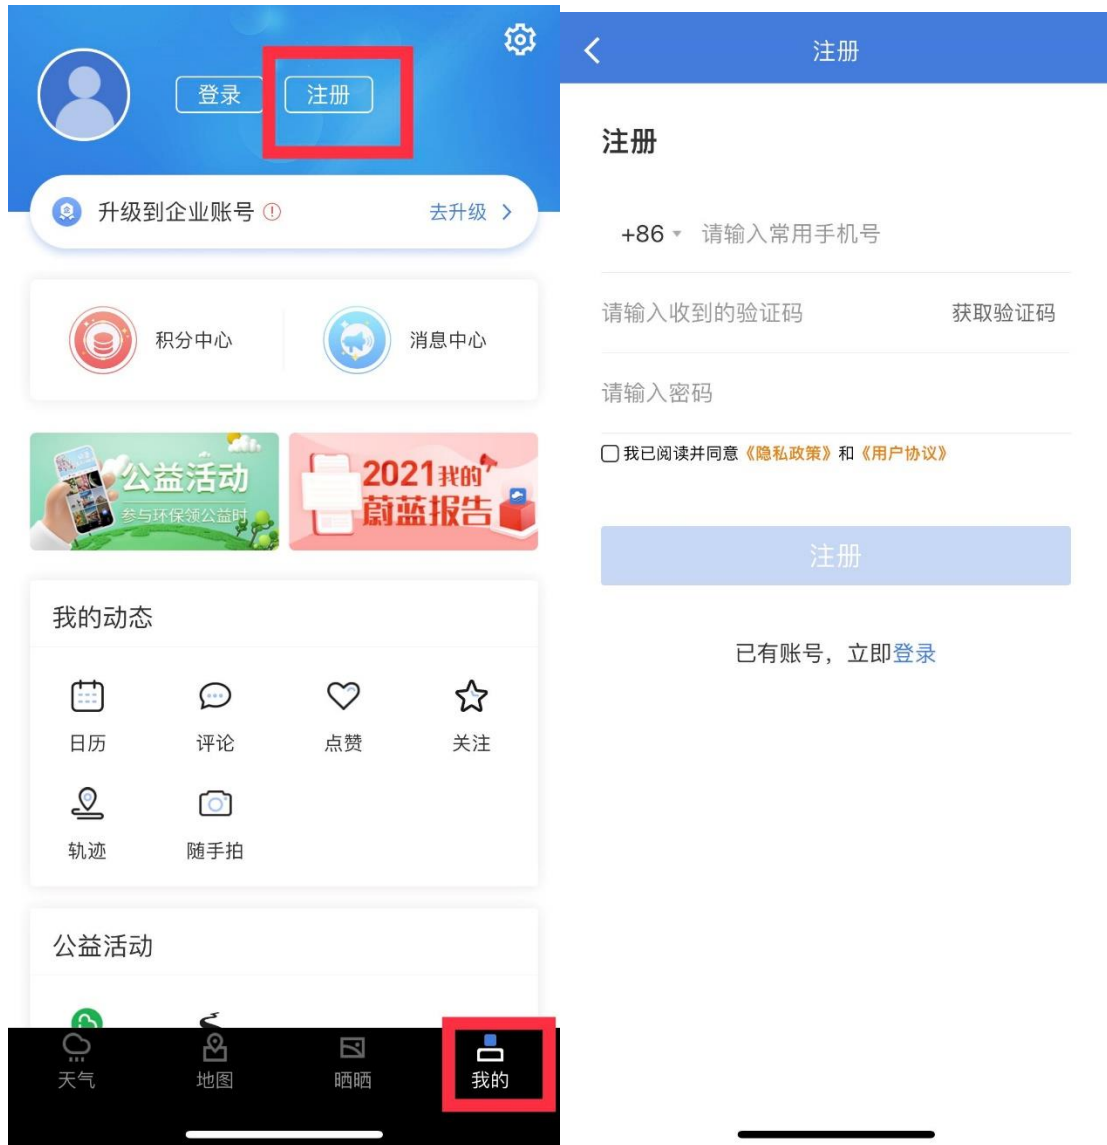 登录
注册
升级到企业账号
去升级
积分中心
消息中心
公益活动
参与环保领公益时
2021我的
蔚蓝报告
我的动态
日历
评论
点赞
关注
轨迹
随手拍
公益活动
天气
地图
晒晒
我的
注册
注册
+86 请输入常用手机号
请输入收到的验证码 获取验证码
请输入密码
我已阅读并同意《隐私政策》和《用户协议》
注册
已有账号，立即登录